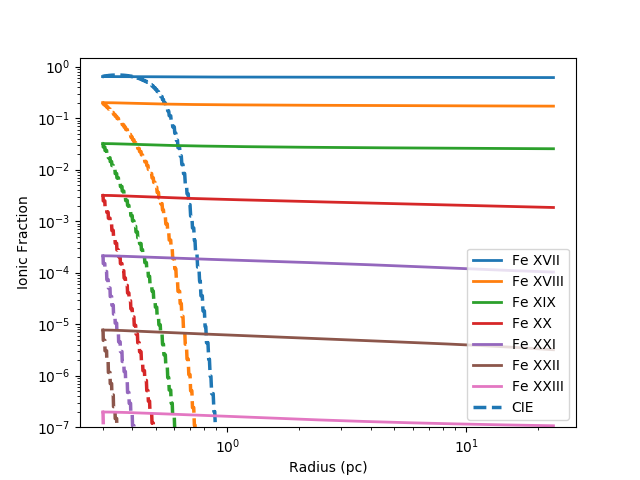 10^0
10^-1
10^-2
10^-3
10^-4
10^-5
10^-6
10^-7
Ionic Fraction
Fe XVII
Fe XVIII
Fe XIX
Fe XX
Fe XXI
Fe XXII
Fe XXIII
CIE
10^0
10^1
Radius (pc)